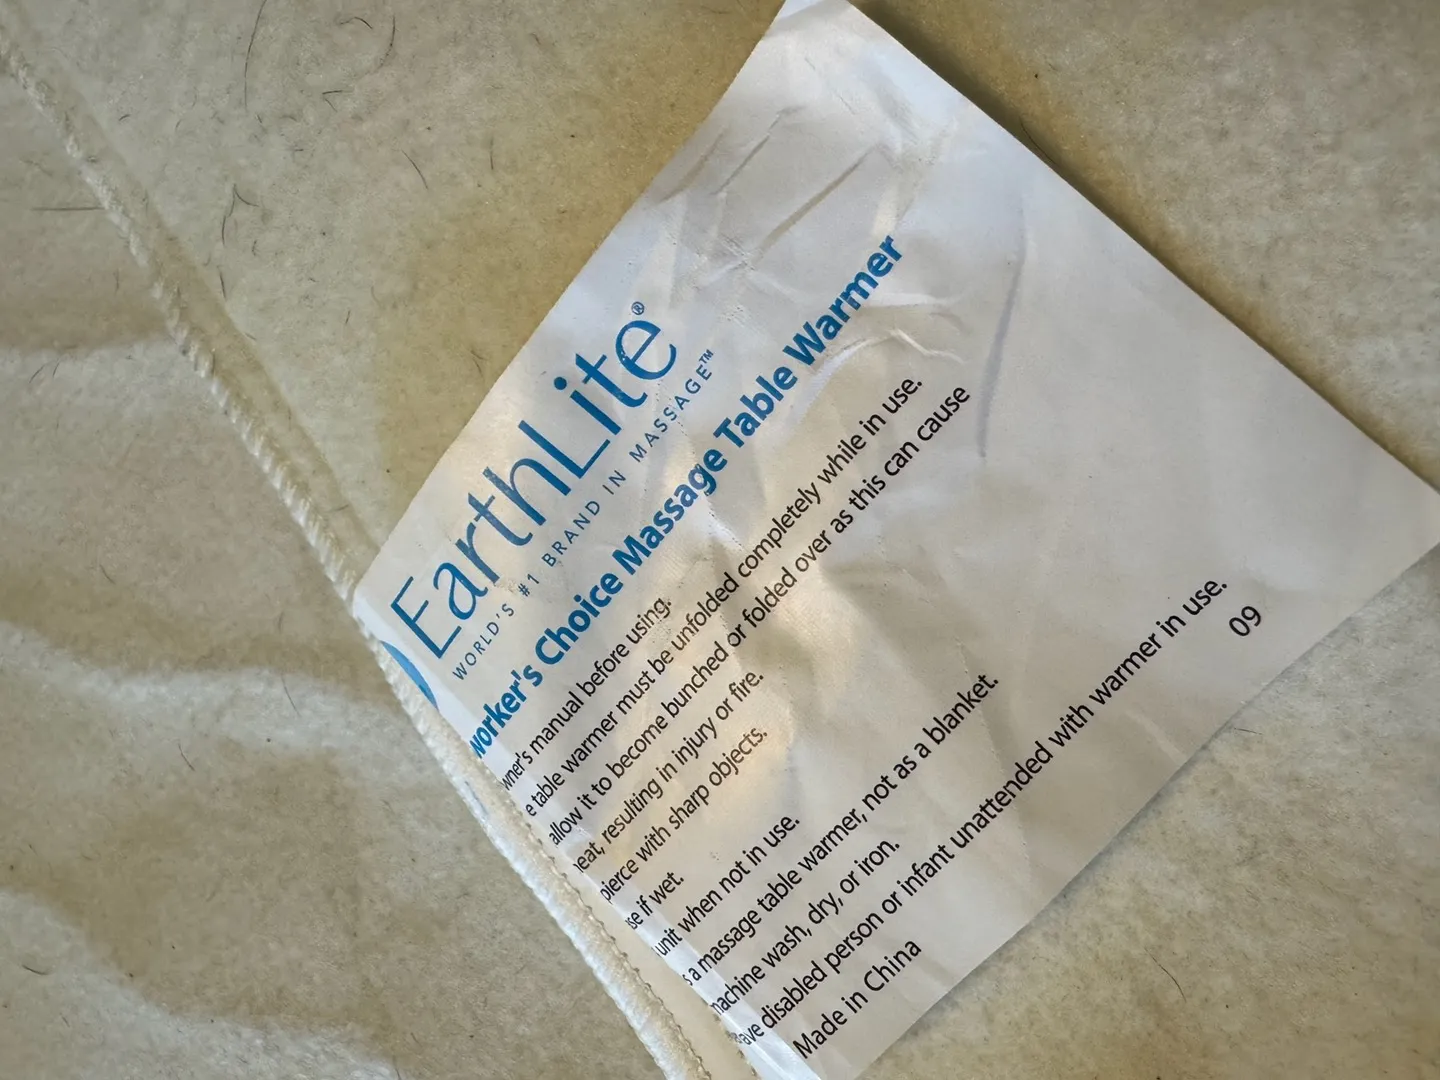 EarthLite®
WORLD'S #1 BRAND IN MASSAGE™
worker's Choice Massage Table Warmer
wner's manual before using.
e table warmer must be unfolded completely while in use.
allow it to become bunched or folded over as this can cause
eat, resulting in injury or fire.
pierce with sharp objects.
se if wet.
unit when not in use.
s a massage table warmer, not as a blanket.
machine wash, dry, or iron.
eave disabled person or infant unattended with warmer in use.
Made in China
09